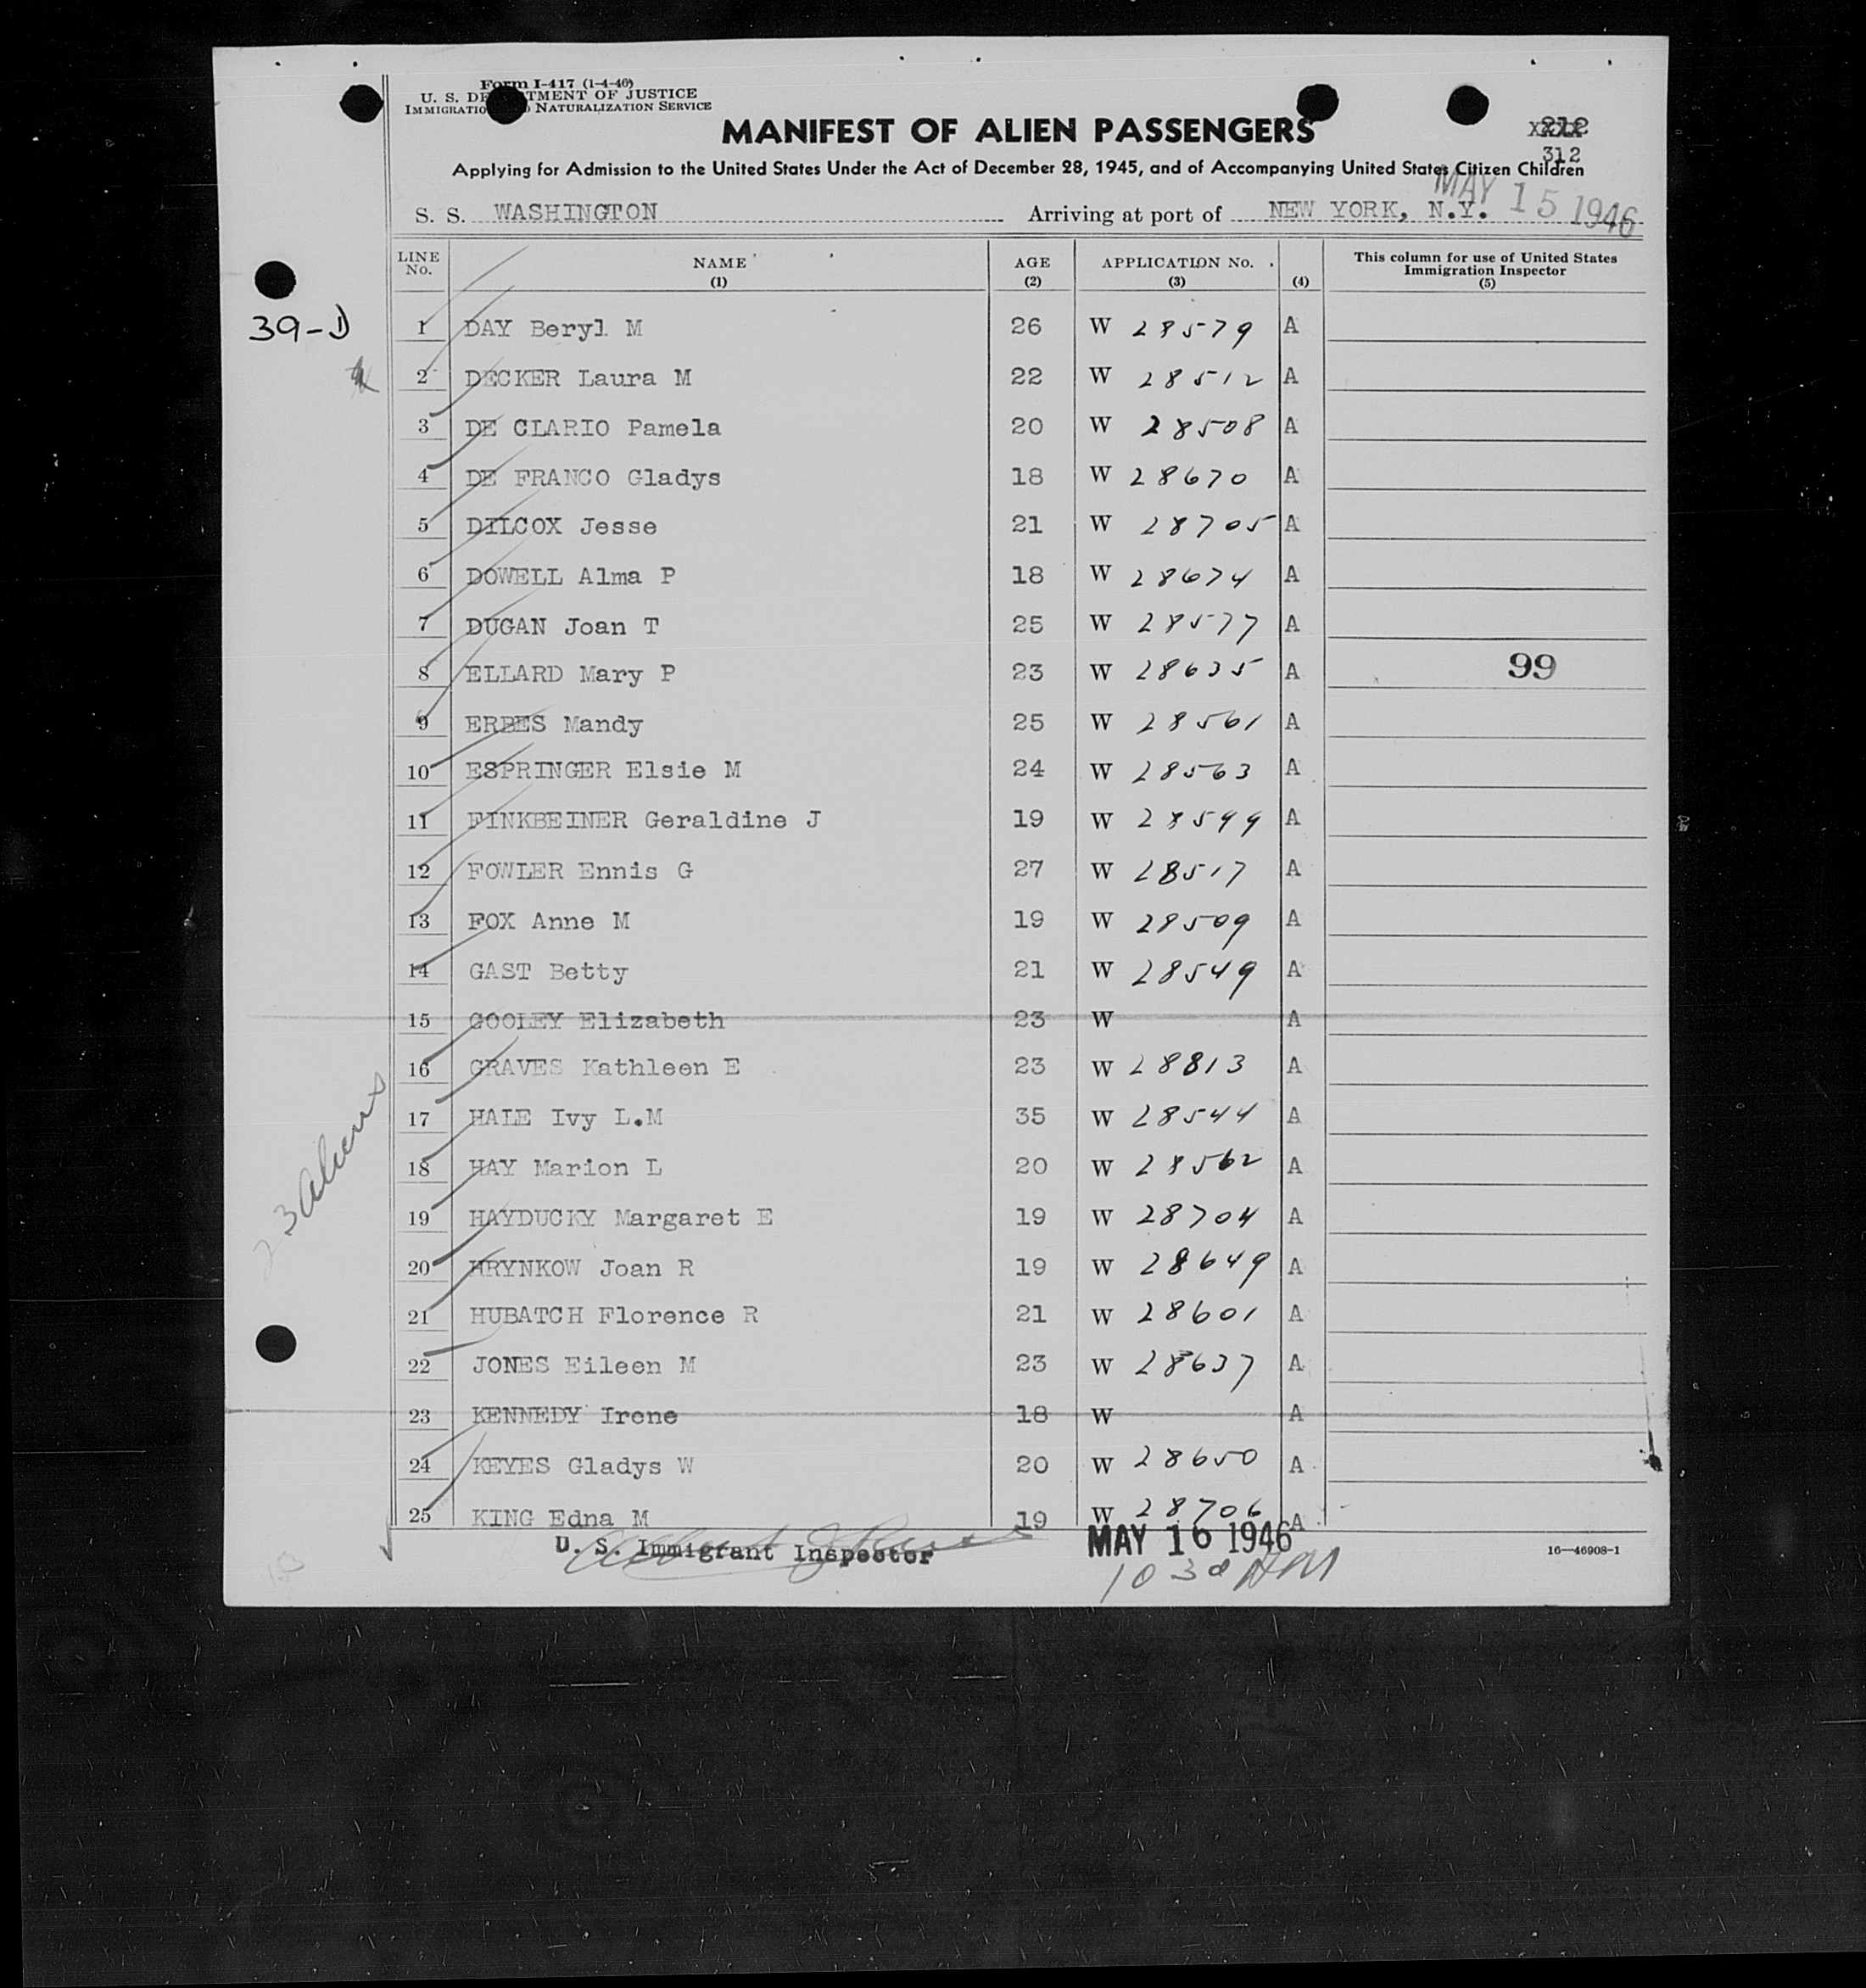 Form I-417 (1-4-46)
U. S. DE TMENT OF JUSTICE
IMMIGRATIO NATURALIZATION SERVICE
MANIFEST OF ALIEN PASSENGERS
212
312
Applying for Admission to the United States Under the Act of December 28, 1945, and of Accompanying United States Citizen Children
MAY 15 1946
S. S. WASHINGTON Arriving at port of NEW YORK, N.Y.
LINE No. NAME (1) AGE (2) APPLICATION No. (3) (4) This column for use of United States Immigration Inspector (5)
39-D
1 DAY Beryl M 26 W 28579 A
2 DECKER Laura M 22 W 28512 A
3 DE CLARIO Pamela 20 W 28508 A
4 DE FRANCO Gladys 18 W 28670 A
5 DILCOX Jesse 21 W 28705 A
6 DOWELL Alma P 18 W 28674 A
7 DUGAN Joan T 25 W 28577 A
8 ELLARD Mary P 23 W 28635 A 99
9 ERBES Mandy 25 W 28561 A
10 ESPRINGER Elsie M 24 W 28563 A
11 FINKBEINER Geraldine J 19 W 28599 A
12 FOWLER Ennis G 27 W 28517 A
13 FOX Anne M 19 W 28509 A
14 GAST Betty 21 W 28549 A
15 GOOLEY Elizabeth 23 W A
16 GRAVES Kathleen E 23 W 28813 A
17 HALE Ivy L.M 35 W 28544 A
18 HAY Marion L 20 W 28562 A
19 HAYDUCKY Margaret E 19 W 28704 A
20 HRYNKOW Joan R 19 W 28649 A
21 HUBATCH Florence R 21 W 28601 A
22 JONES Eileen M 23 W 28637 A
23 KENNEDY Irene 18 W A
24 KEYES Gladys W 20 W 28650 A
25 KING Edna M 19 W 28706 A
23 aliens
U. S. Immigrant Inspector MAY 16 1946
10 30 AM
16—46908-1